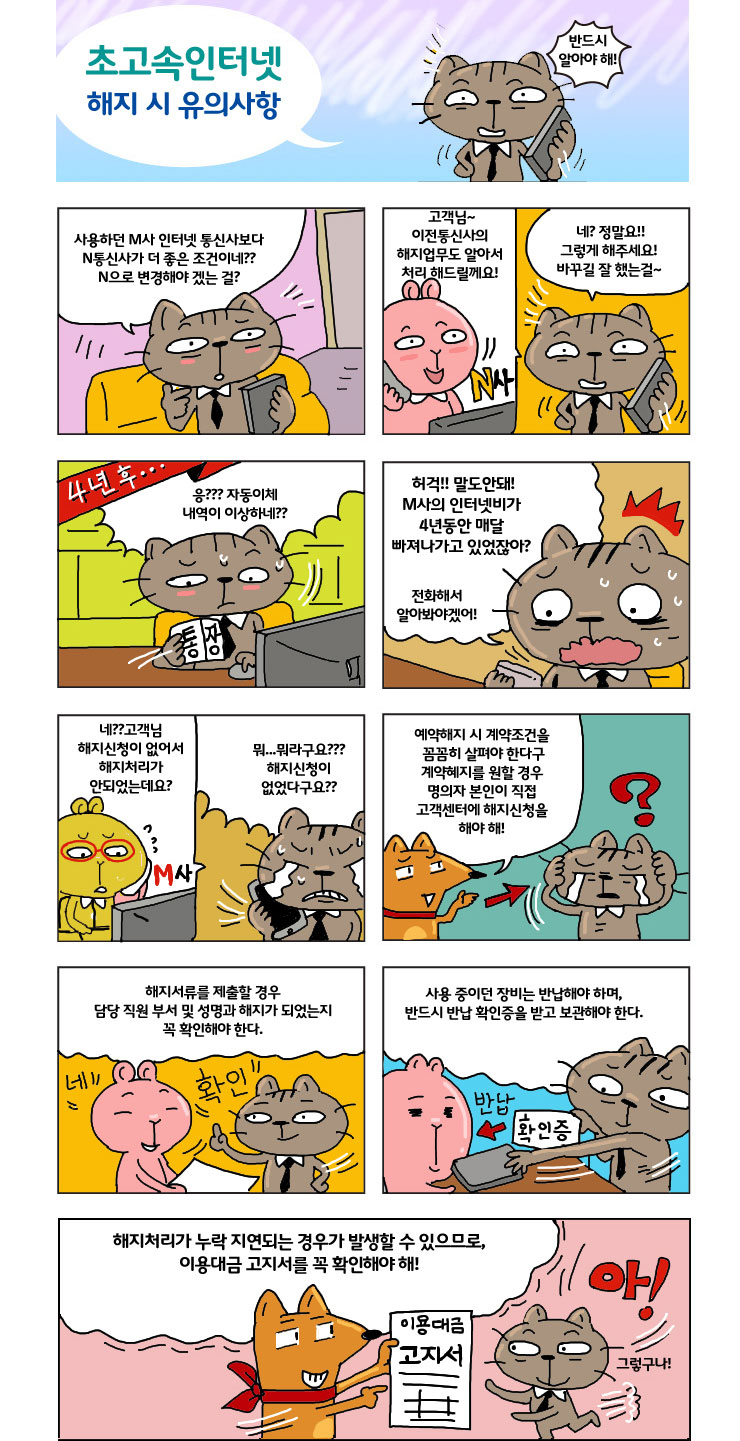 초고속인터넷
해지 시 유의사항
반드시
알아야 해!
사용하던 M사 인터넷 통신사보다
N통신사가 더 좋은 조건이네??
N으로 변경해야 겠는 걸?
고객님~
이전통신사의
해지업무도 알아서
처리 해드릴께요!
N사
네? 정말요!!
그렇게 해주세요!
바꾸길 잘 했는걸~
4년 후...
응??? 자동이체
내역이 이상하네??
통장
허걱!! 말도안돼!
M사의 인터넷비가
4년동안 매달
빠져나가고 있었잖아?
전화해서
알아봐야겠어!
네??고객님
해지신청이 없어서
해지처리가
안되었는데요?
M사
뭐...뭐라구요???
해지신청이
없었다구요??
예약해지 시 계약조건을
꼼꼼히 살펴야 한다구
계약혜지를 원할 경우
명의자 본인이 직접
고객센터에 해지신청을
해야 해!
?
해지서류를 제출할 경우
담당 직원 부서 및 성명과 해지가 되었는지
꼭 확인해야 한다.
네
확인
사용 중이던 장비는 반납해야 하며,
반드시 반납 확인증을 받고 보관해야 한다.
반납
확인증
해지처리가 누락 지연되는 경우가 발생할 수 있으므로,
이용대금 고지서를 꼭 확인해야 해!
이용대금
고지서
아!
그렇구나!